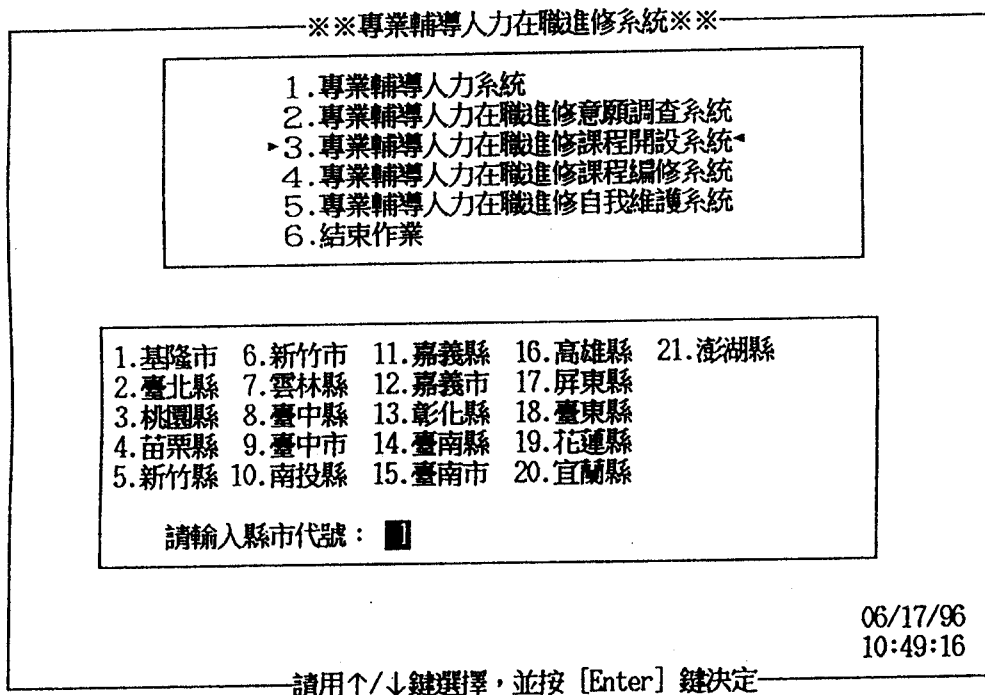 ※※專業輔導人力在職進修系統※※
1.專業輔導人力系統
2.專業輔導人力在職進修意願調查系統
▸3.專業輔導人力在職進修課程開設系統◂
4.專業輔導人力在職進修課程編修系統
5.專業輔導人力在職進修自我維護系統
6.結束作業
1.基隆市 6.新竹市 11.嘉義縣 16.高雄縣 21.澎湖縣
2.臺北縣 7.雲林縣 12.嘉義市 17.屏東縣
3.桃園縣 8.臺中縣 13.彰化縣 18.臺東縣
4.苗栗縣 9.臺中市 14.臺南縣 19.花蓮縣
5.新竹縣 10.南投縣 15.臺南市 20.宜蘭縣
請輸入縣市代號:
06/17/96
10:49:16
請用↑/↓鍵選擇,並按 [Enter] 鍵決定